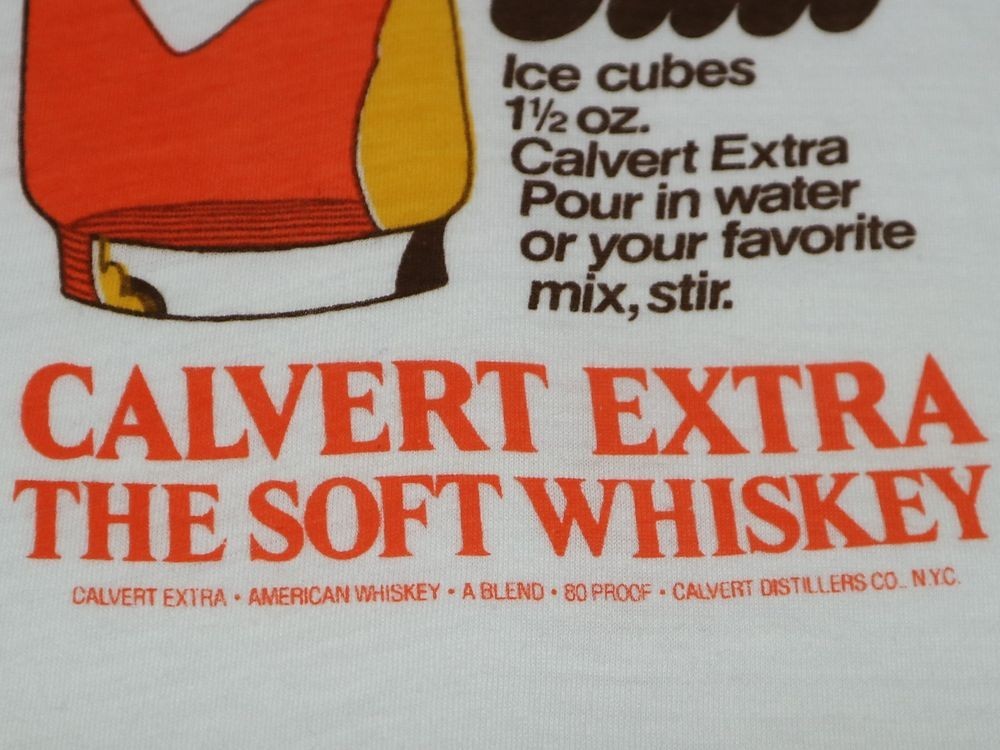 Ice cubes
1½ oz.
Calvert Extra
Pour in water
or your favorite
mix, stir.
CALVERT EXTRA
THE SOFT WHISKEY
CALVERT EXTRA • AMERICAN WHISKEY • A BLEND • 80 PROOF • CALVERT DISTILLERS CO., N.Y.C.